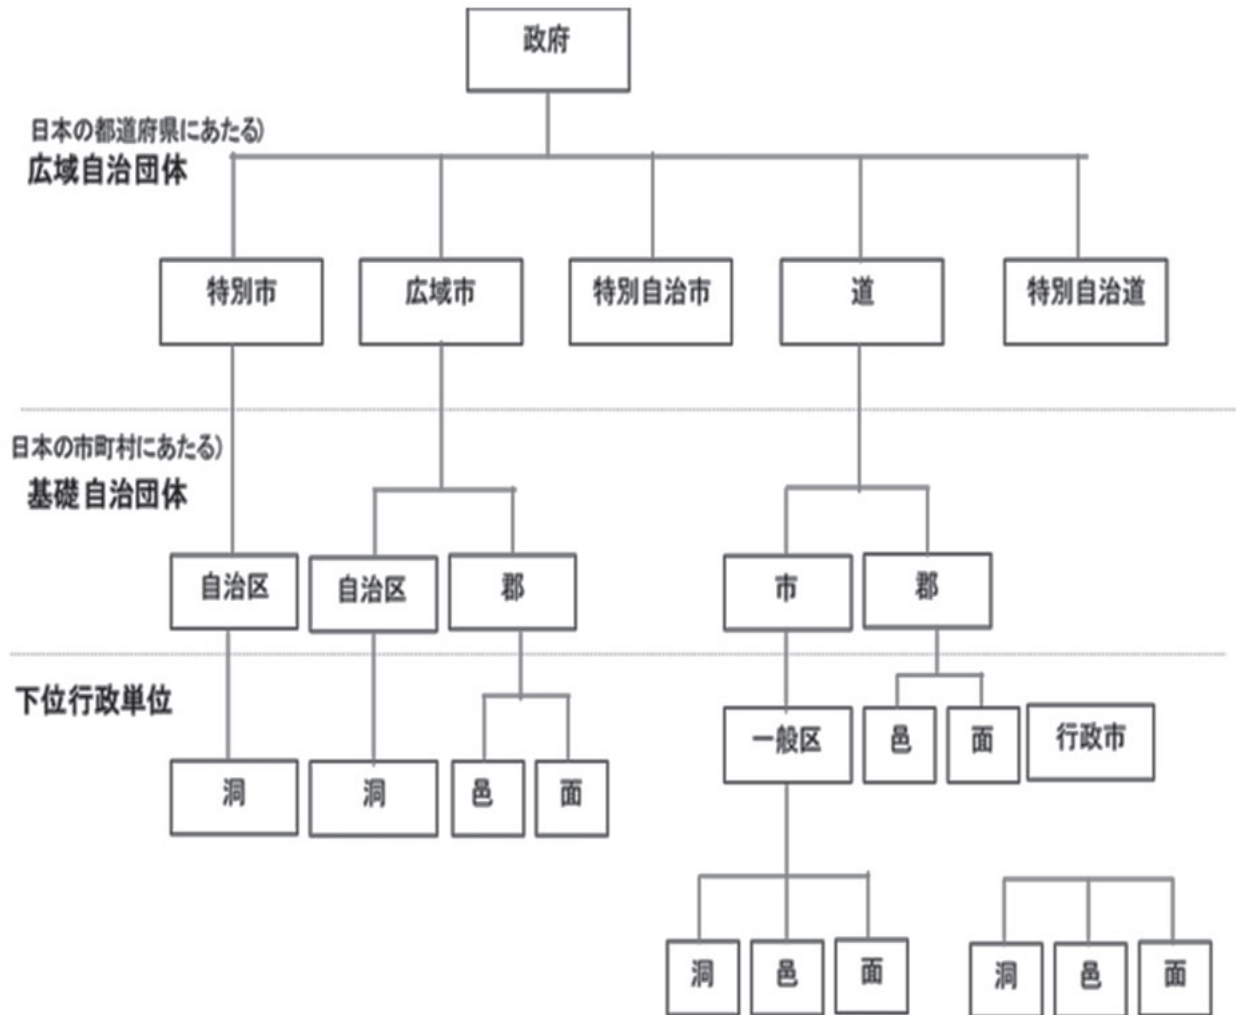 政府
日本の都道府県にあたる)
広域自治団体
特別市
広域市
特別自治市
道
特別自治道
日本の市町村にあたる)
基礎自治団体
自治区
自治区
郡
市
郡
下位行政単位
一般区
邑
面
行政市
洞
洞
邑
面
洞
邑
面
洞
邑
面